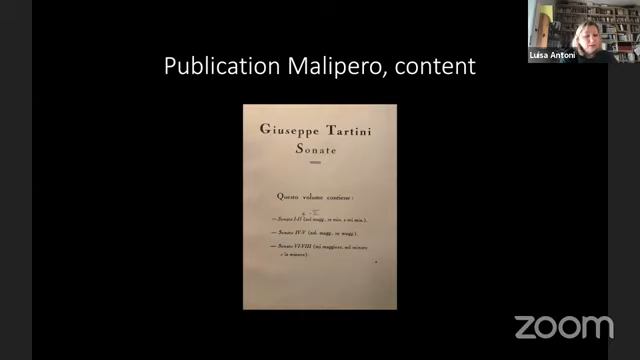 Publication Malipero, content
Luisa Antoni
Giuseppe Tartini
Sonate
Questo volume contiene:
— Sonate I-II (sol magg., re min. e mi min.).
— Sonate IV-V (sol. magg., re magg.).
— Sonate VI-VIII (mi maggiore, sol minore
e la minore).
zoom